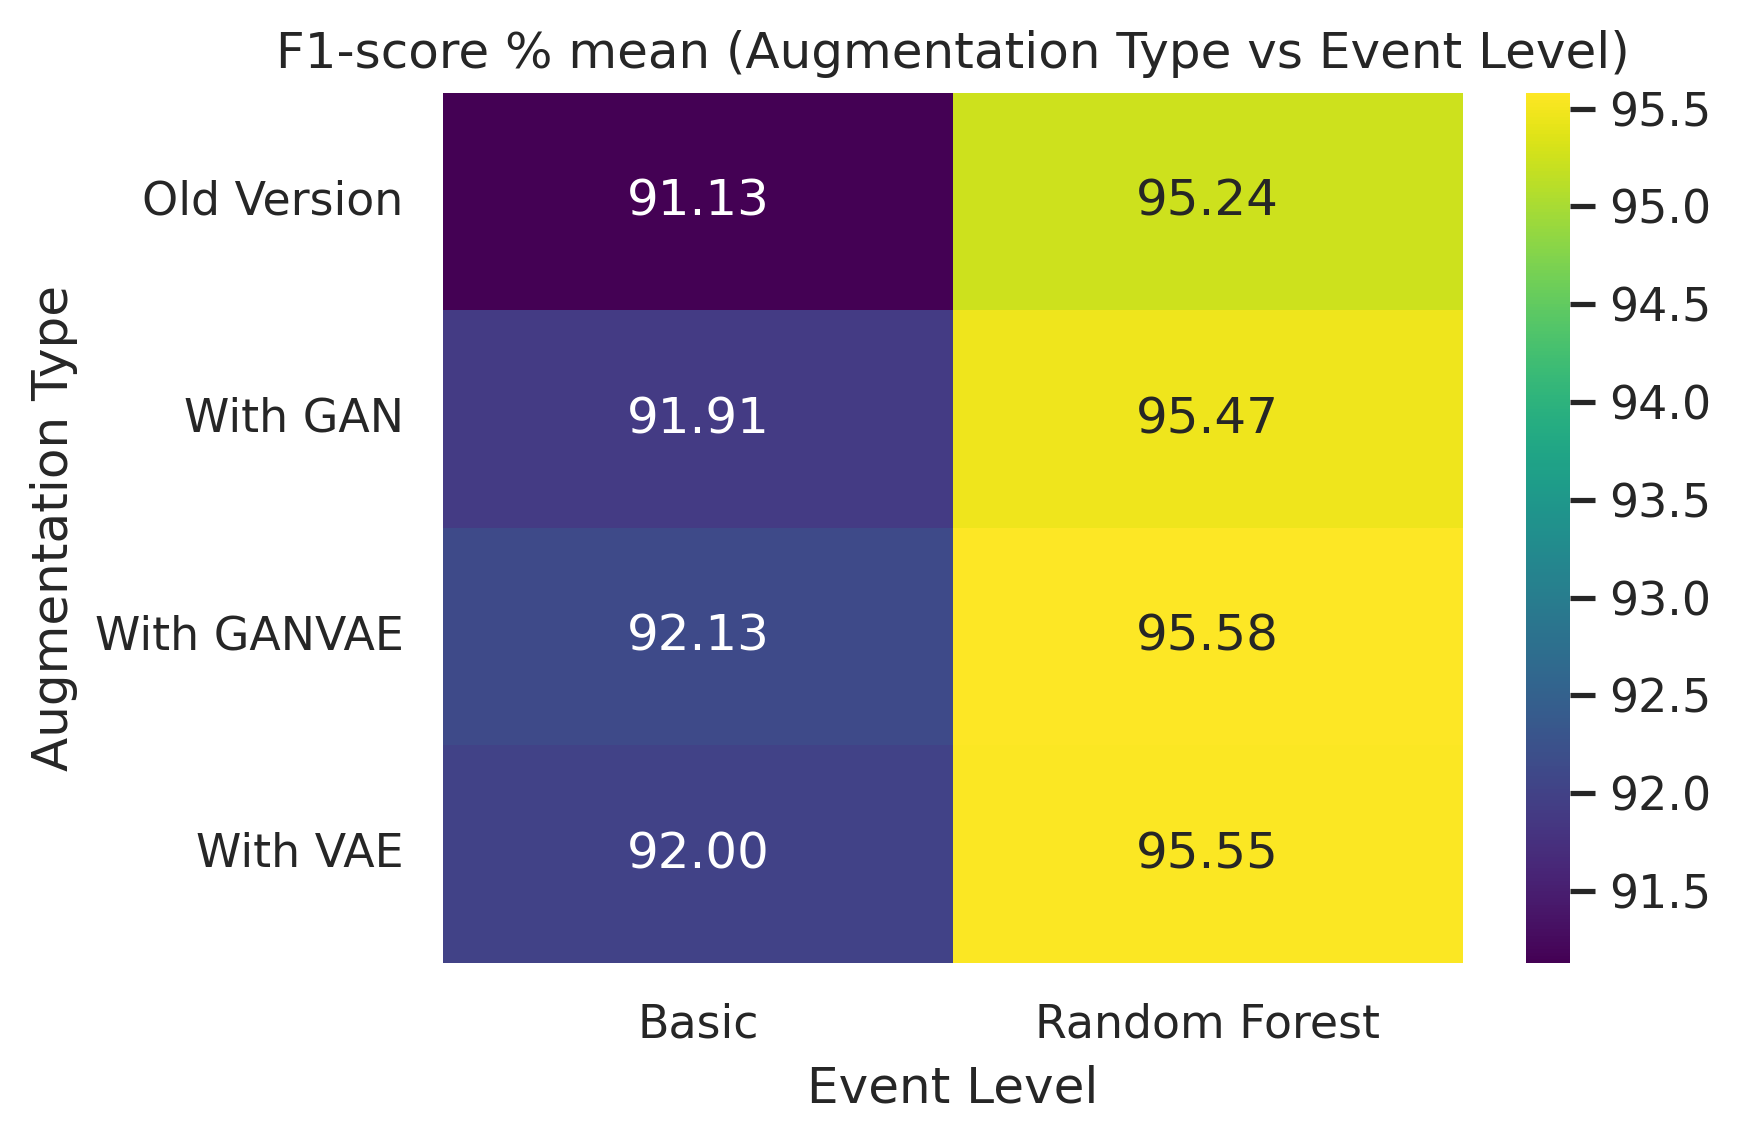 F1-score % mean (Augmentation Type vs Event Level)
Augmentation Type
Old Version 91.13 95.24
With GAN 91.91 95.47
With GANVAE 92.13 95.58
With VAE 92.00 95.55
Basic Random Forest
Event Level
95.5
95.0
94.5
94.0
93.5
93.0
92.5
92.0
91.5